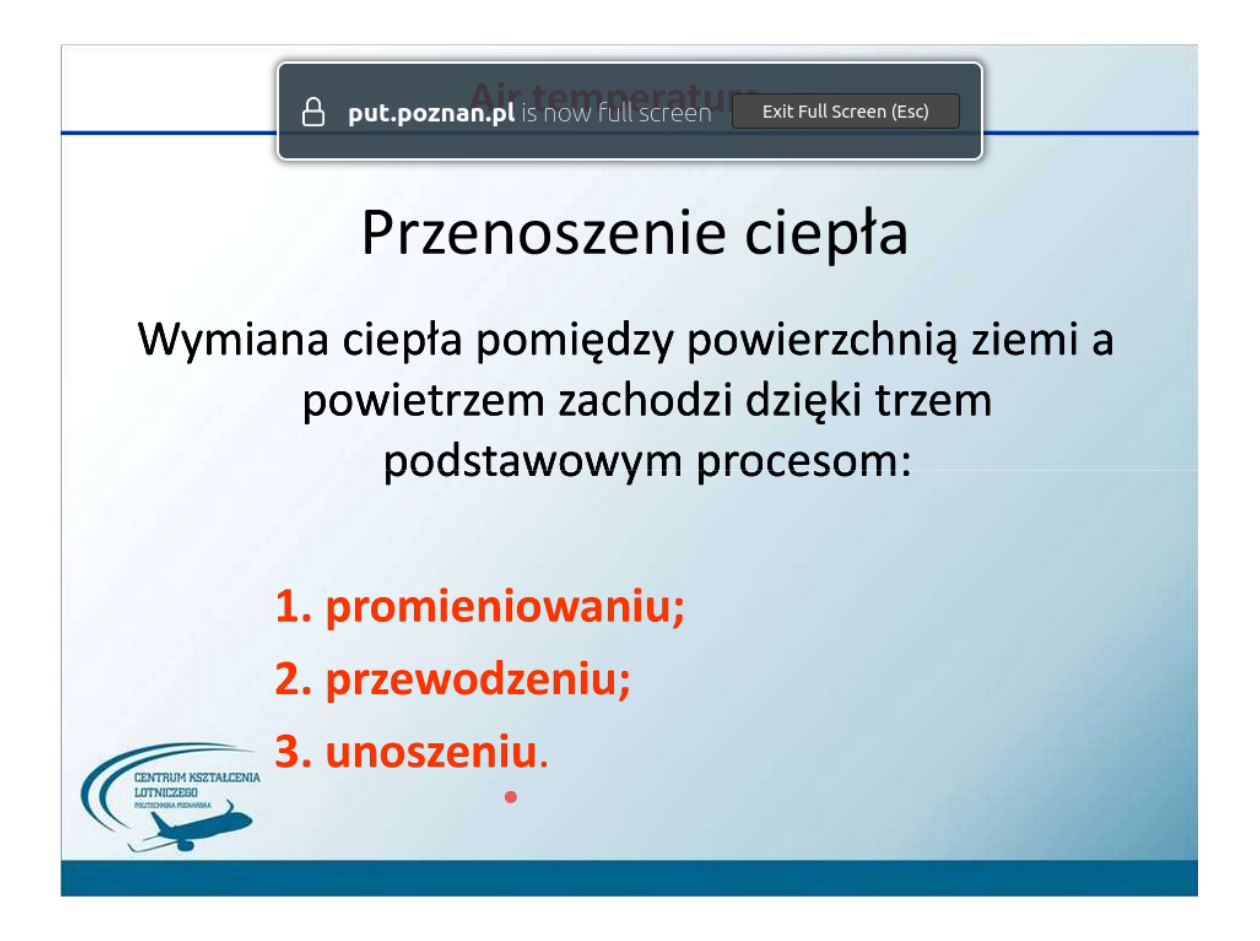 Air temperature
put.poznan.pl is now full screen
Exit Full Screen (Esc)
Przenoszenie ciepła
Wymiana ciepła pomiędzy powierzchnią ziemi a
powietrzem zachodzi dzięki trzem
podstawowym procesom:
1. promieniowaniu;
2. przewodzeniu;
3. unoszeniu.
CENTRUM KSZTAŁCENIA
LOTNICZEGO
POLITECHNIKA POZNAŃSKA